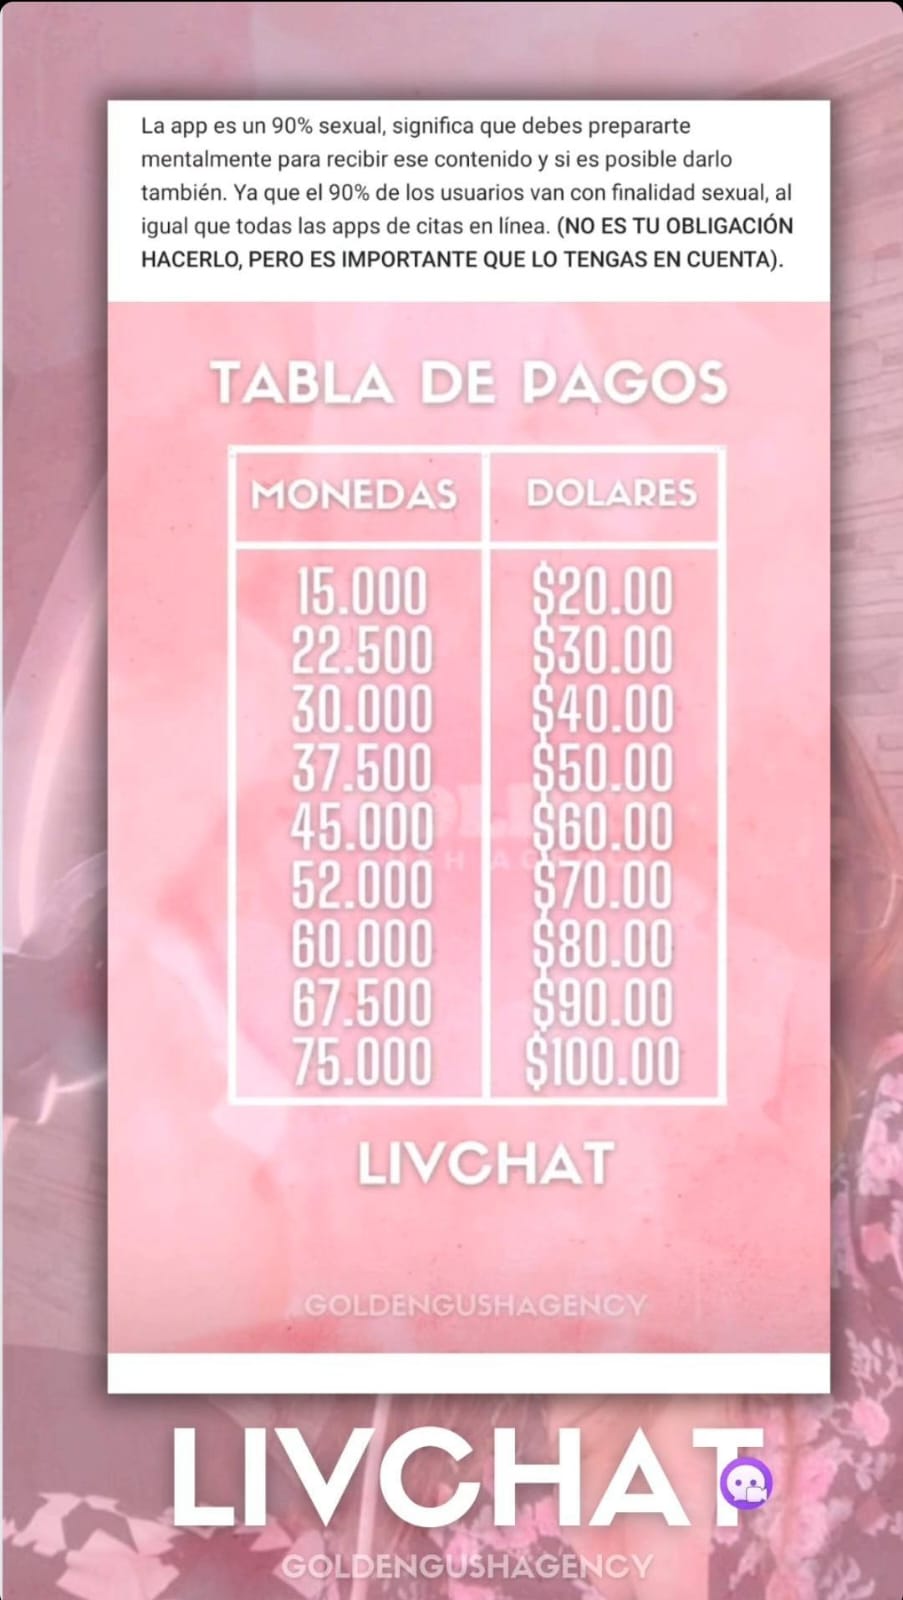 La app es un 90% sexual, significa que debes prepararte
mentalmente para recibir ese contenido y si es posible darlo
también. Ya que el 90% de los usuarios van con finalidad sexual, al
igual que todas las apps de citas en línea. (NO ES TU OBLIGACIÓN
HACERLO, PERO ES IMPORTANTE QUE LO TENGAS EN CUENTA).
TABLA DE PAGOS
MONEDAS DOLARES
15.000 $20.00
22.500 $30.00
30.000 $40.00
37.500 $50.00
45.000 $60.00
52.000 $70.00
60.000 $80.00
67.500 $90.00
75.000 $100.00
LIVCHAT
GOLDENGUSHAGENCY
LIVCHAT
GOLDENGUSHAGENCY